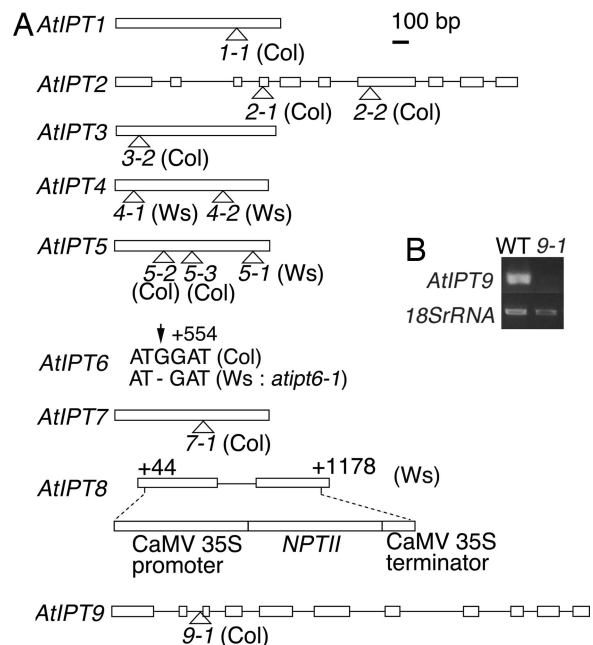 A
AtIPT1
100 bp
1-1 (Col)
AtIPT2
2-1 (Col)
2-2 (Col)
AtIPT3
3-2 (Col)
AtIPT4
4-1 (Ws)
4-2 (Ws)
AtIPT5
5-2
5-3
5-1 (Ws)
(Col)
(Col)
B
WT
9-1
AtIPT9
18SrRNA
+554
AtIPT6
ATGGAT (Col)
AT - GAT (Ws : atipt6-1)
AtIPT7
7-1 (Col)
AtIPT8
+44
+1178
(Ws)
CaMV 35S
promoter
NPTII
CaMV 35S
terminator
AtIPT9
9-1 (Col)